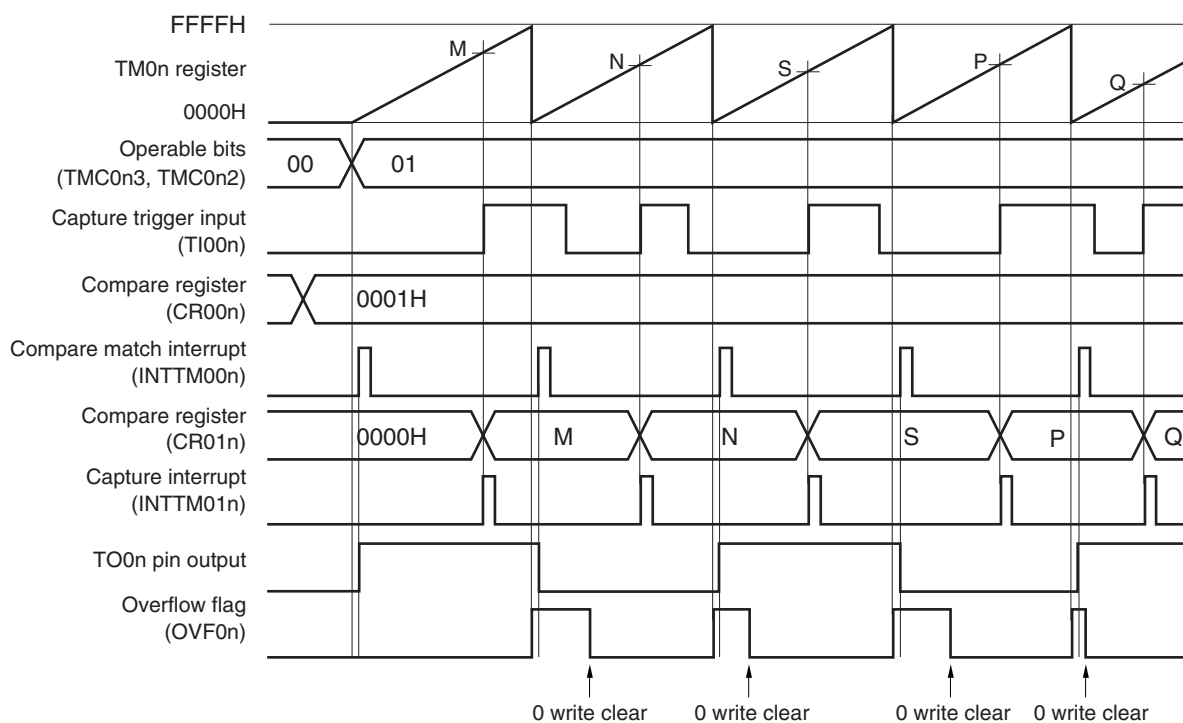 FFFFH
TM0n register
0000H
M
N
S
P
Q
Operable bits
(TMC0n3, TMC0n2)
00
01
Capture trigger input
(TI00n)
Compare register
(CR00n)
0001H
Compare match interrupt
(INTTM00n)
Compare register
(CR01n)
0000H
M
N
S
P
Q
Capture interrupt
(INTTM01n)
TO0n pin output
Overflow flag
(OVF0n)
0 write clear
0 write clear
0 write clear
0 write clear